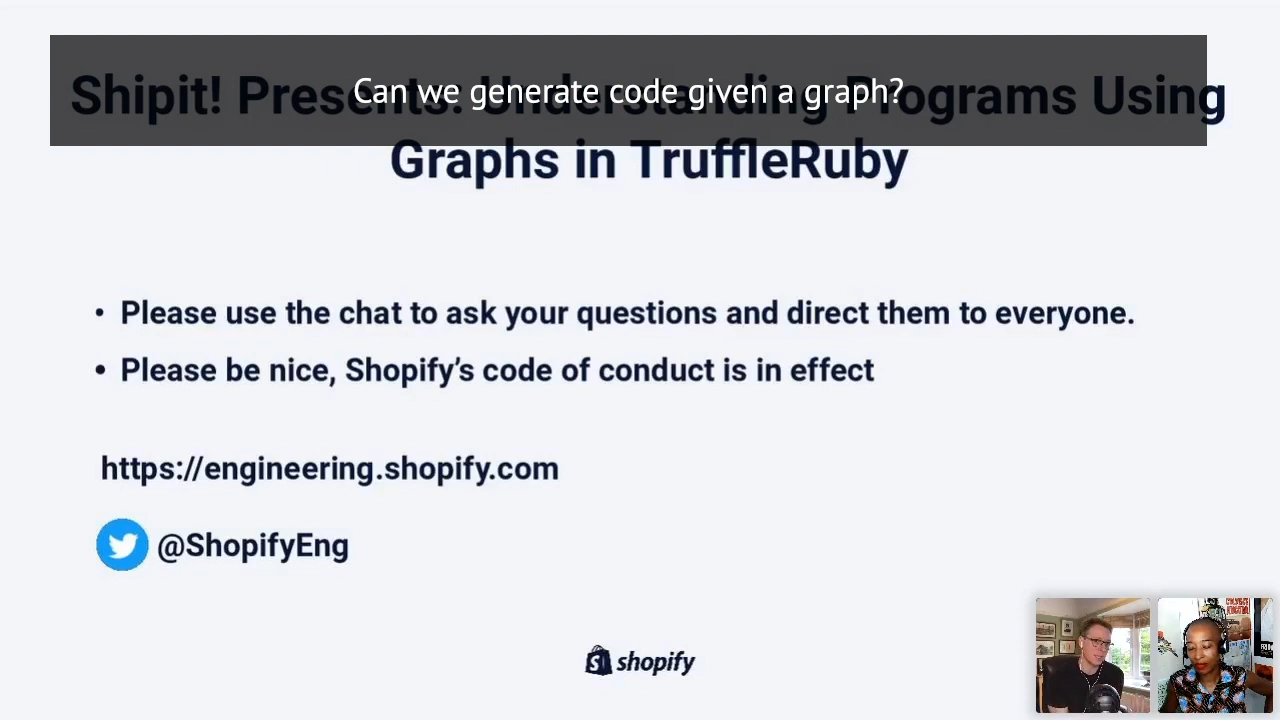 Can we generate code given a graph?
Shipit! Presents: Understanding Programs Using
Graphs in TruffleRuby
• Please use the chat to ask your questions and direct them to everyone.
• Please be nice, Shopify’s code of conduct is in effect
https://engineering.shopify.com
@ShopifyEng
shopify